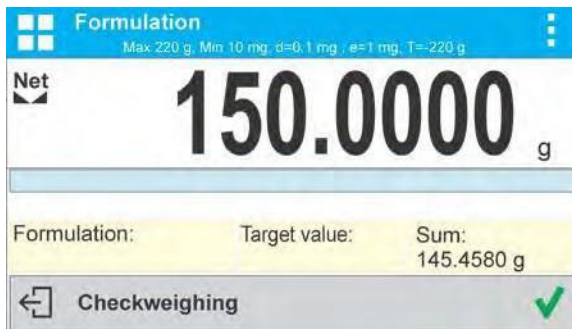 Formulation
Max 220 g, Min 10 mg, d=0.1 mg , e=1 mg, T=-220 g
Net
150.0000 g
Formulation: Target value: Sum:
145.4580 g
Checkweighing